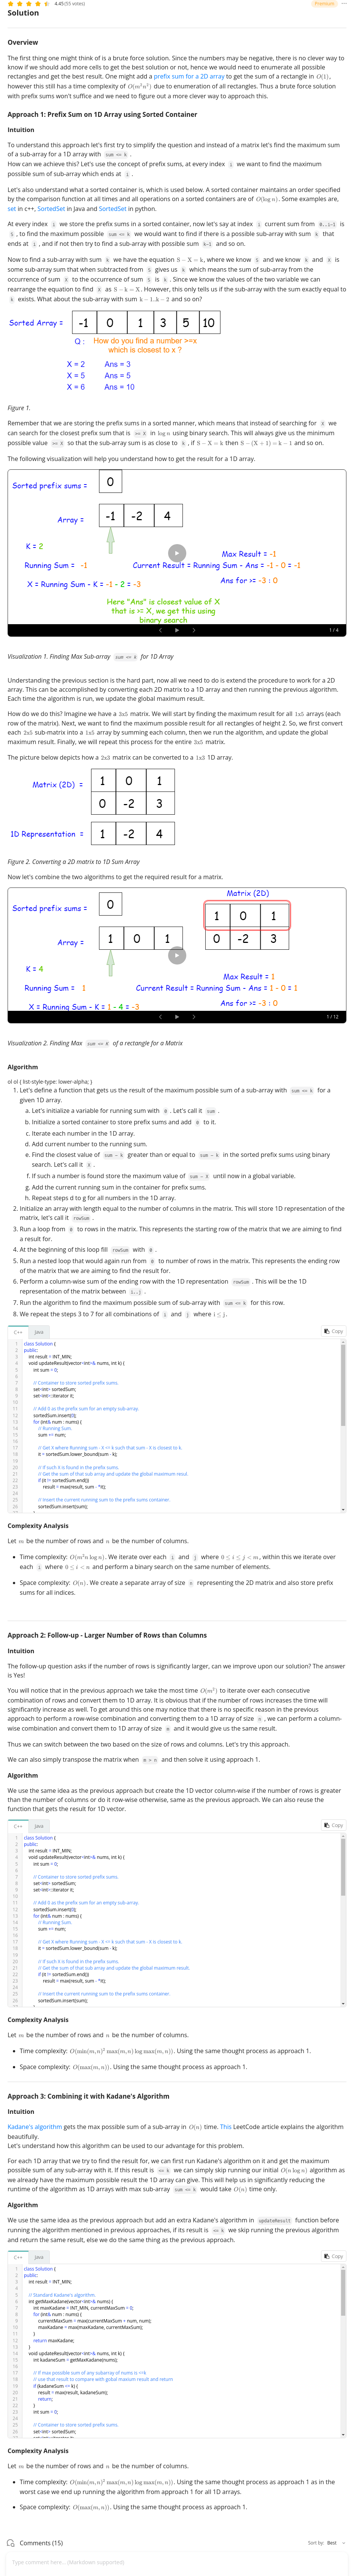 4.45 (55 votes)
Premium
Solution
Overview
The first thing one might think of is a brute force solution. Since the numbers may be negative, there is no clever way to
know if we should add more cells to get the best solution or not, hence we would need to enumerate all possible
rectangles and get the best result. One might add a prefix sum for a 2D array to get the sum of a rectangle in O(1),
however this still has a time complexity of O(m²n²) due to enumeration of all rectangles. Thus a brute force solution
with prefix sums won't suffice and we need to figure out a more clever way to approach this.
Approach 1: Prefix Sum on 1D Array using Sorted Container
Intuition
To understand this approach let's first try to simplify the question and instead of a matrix let's find the maximum sum
of a sub-array for a 1D array with sum <= k .
How can we achieve this? Let's use the concept of prefix sums, at every index i we want to find the maximum
possible sum of sub-array which ends at i .
Let's also understand what a sorted container is, which is used below. A sorted container maintains an order specified
by the comparison function at all times and all operations on a sorted container are of O(log n). Some examples are
set in c++, SortedSet in Java and SortedSet in python.
At every index i we store the prefix sums in a sorted container, now let's say at index i current sum from 0..i-1 is
S , to find the maximum possible sum <= k we would want to find if there is a possible sub-array with sum k that
ends at i , and if not then try to find a sub-array with possible sum k-1 and so on.
Now to find a sub-array with sum k we have the equation S − X = k, where we know S and we know k and X is
some sub-array sum that when subtracted from S gives us k which means the sum of sub-array from the
occurrence of sum X to the occurrence of sum S is k . Since we know the values of the two variable we can
rearrange the equation to find X as S − k = X. However, this only tells us if the sub-array with the sum exactly equal to
k exists. What about the sub-array with sum k − 1..k − 2 and so on?
Sorted Array : -1 0 1 3 5 10
Q : How do you find a number >=x
which is closest to x ?
X = 2 Ans = 3
X = 5 Ans = 5
X = 6 Ans = 10
Figure 1.
Remember that we are storing the prefix sums in a sorted manner, which means that instead of searching for X we
can search for the closest prefix sum that is >= X in log n using binary search. This will always give us the minimum
possible value >= X so that the sub-array sum is as close to k , if S − X = k then S − (X + 1) = k − 1 and so on.
The following visualization will help you understand how to get the result for a 1D array.
Sorted prefix sums = 0
Array = -1 -2 4
K = 2
Max Result = -1
Running Sum = -1 Current Result = Running Sum - Ans = -1 - 0 = -1
X = Running Sum - K = -1 - 2 = -3 Ans for >= -3 : 0
Here "Ans" is closest value of X
that is >= X, we get this using
binary search
1 / 4
Visualization 1. Finding Max Sub-array sum <= K for 1D Array
Understanding the previous section is the hard part, now all we need to do is extend the procedure to work for a 2D
array. This can be accomplished by converting each 2D matrix to a 1D array and then running the previous algorithm.
Each time the algorithm is run, we update the global maximum result.
How do we do this? Imagine we have a 3x5 matrix. We will start by finding the maximum result for all 1x5 arrays (each
row of the matrix). Next, we want to find the maximum possible result for all the rectangles of height 2. So, we first convert
each 2x5 sub-matrix into a 1x5 array by summing each column, then we run the algorithm, and update the global
maximum result. Finally, we will repeat this process for the entire 3x5 matrix.
The picture below depicts how a 2x3 matrix can be converted to a 1x3 1D array.
Matrix (2D) = 1 0 1
0 -2 3
1D Representation = 1 -2 4
Figure 2. Converting a 2D matrix to 1D Sum Array
Now let's combine the two algorithms to get the required result for a matrix.
Matrix (2D)
Sorted prefix sums = 0
1 0 1
Array = 1 0 1
0 -2 3
K = 4
Max Result = 1
Running Sum = 1 Current Result = Running Sum - Ans = 1 - 0 = 1
X = Running Sum - K = 1 - 4 = -3 Ans for >= -3 : 0
1 / 12
Visualization 2. Finding Max sum <= K of a rectangle for a Matrix
Algorithm
ol ol { list-style-type: lower-alpha; }
1. Let's define a function that gets us the result of the maximum possible sum of a sub-array with sum <= k for a
given 1D array.
a. Let's initialize a variable for running sum with 0 . Let's call it sum .
b. Initialize a sorted container to store prefix sums and add 0 to it.
c. Iterate each number in the 1D array.
d. Add current number to the running sum.
e. Find the closest value of sum - k greater than or equal to sum - k in the sorted prefix sums using binary
search. Let's call it X .
f. If such a number is found store the maximum value of sum - X until now in a global variable.
g. Add the current running sum in the container for prefix sums.
h. Repeat steps d to g for all numbers in the 1D array.
2. Initialize an array with length equal to the number of columns in the matrix. This will store 1D representation of the
matrix, let's call it rowSum .
3. Run a loop from 0 to rows in the matrix. This represents the starting row of the matrix that we are aiming to find
a result for.
4. At the beginning of this loop fill rowSum with 0 .
5. Run a nested loop that would again run from 0 to number of rows in the matrix. This represents the ending row
of the matrix that we are aiming to find the result for.
6. Perform a column-wise sum of the ending row with the 1D representation rowSum . This will be the 1D
representation of the matrix between i..j .
7. Run the algorithm to find the maximum possible sum of sub-array with sum <= k for this row.
8. We repeat the steps 3 to 7 for all combinations of i and j where i ≤ j.
C++ Java Copy
1 class Solution {
2 public:
3 int result = INT_MIN;
4 void updateResult(vector<int>& nums, int k) {
5 int sum = 0;
6
7 // Container to store sorted prefix sums.
8 set<int> sortedSum;
9 set<int>::iterator it;
10
11 // Add 0 as the prefix sum for an empty sub-array.
12 sortedSum.insert(0);
13 for (int& num : nums) {
14 // Running Sum.
15 sum += num;
16
17 // Get X where Running sum - X <= k such that sum - X is closest to k.
18 it = sortedSum.lower_bound(sum - k);
19
20 // If such X is found in the prefix sums.
21 // Get the sum of that sub array and update the global maximum resul.
22 if (it != sortedSum.end())
23 result = max(result, sum - *it);
24
25 // Insert the current running sum to the prefix sums container.
26 sortedSum.insert(sum);
Complexity Analysis
Let m be the number of rows and n be the number of columns.
Time complexity: O(m²n log n). We iterate over each i and j where 0 ≤ i ≤ j < m, within this we iterate over
each i where 0 ≤ i < n and perform a binary search on the same number of elements.
Space complexity: O(n). We create a separate array of size n representing the 2D matrix and also store prefix
sums for all indices.
Approach 2: Follow-up - Larger Number of Rows than Columns
Intuition
The follow-up question asks if the number of rows is significantly larger, can we improve upon our solution? The answer
is Yes!
You will notice that in the previous approach we take the most time O(m²) to iterate over each consecutive
combination of rows and convert them to 1D array. It is obvious that if the number of rows increases the time will
significantly increase as well. To get around this one may notice that there is no specific reason in the previous
approach to perform a row-wise combination and converting them to a 1D array of size n , we can perform a column-
wise combination and convert them to 1D array of size m and it would give us the same result.
Thus we can switch between the two based on the size of rows and columns. Let's try this approach.
We can also simply transpose the matrix when m > n and then solve it using approach 1.
Algorithm
We use the same idea as the previous approach but create the 1D vector column-wise if the number of rows is greater
than the number of columns or do it row-wise otherwise, same as the previous approach. We can also reuse the
function that gets the result for 1D vector.
C++ Java Copy
1 class Solution {
2 public:
3 int result = INT_MIN;
4 void updateResult(vector<int>& nums, int k) {
5 int sum = 0;
6
7 // Container to store sorted prefix sums.
8 set<int> sortedSum;
9 set<int>::iterator it;
10
11 // Add 0 as the prefix sum for an empty sub-array.
12 sortedSum.insert(0);
13 for (int& num : nums) {
14 // Running Sum.
15 sum += num;
16
17 // Get X where Running sum - X <= k such that sum - X is closest to k.
18 it = sortedSum.lower_bound(sum - k);
19
20 // If such X is found in the prefix sums.
21 // Get the sum of that sub array and update the global maximum result.
22 if (it != sortedSum.end())
23 result = max(result, sum - *it);
24
25 // Insert the current running sum to the prefix sums container.
26 sortedSum.insert(sum);
Complexity Analysis
Let m be the number of rows and n be the number of columns.
Time complexity: O(min(m, n)² max(m, n) log max(m, n)). Using the same thought process as approach 1.
Space complexity: O(max(m, n)). Using the same thought process as approach 1.
Approach 3: Combining it with Kadane's Algorithm
Intuition
Kadane's algorithm gets the max possible sum of a sub-array in O(n) time. This LeetCode article explains the algorithm
beautifully.
Let's understand how this algorithm can be used to our advantage for this problem.
For each 1D array that we try to find the result for, we can first run Kadane's algorithm on it and get the maximum
possible sum of any sub-array with it. If this result is <= k we can simply skip running our initial O(n log n) algorithm as
we already have the maximum possible result the 1D array can give. This will help us in significantly reducing the
runtime of the algorithm as 1D arrays with max sub-array sum <= k would take O(n) time only.
Algorithm
We use the same idea as the previous approach but add an extra Kadane's algorithm in updateResult function before
running the algorithm mentioned in previous approaches, if its result is <= k we skip running the previous algorithm
and return the same result, else we do the same thing as the previous approach.
C++ Java Copy
1 class Solution {
2 public:
3 int result = INT_MIN;
4
5 // Standard Kadane's algorithm.
6 int getMaxKadane(vector<int>& nums) {
7 int maxKadane = INT_MIN, currentMaxSum = 0;
8 for (int& num : nums) {
9 currentMaxSum = max(currentMaxSum + num, num);
10 maxKadane = max(maxKadane, currentMaxSum);
11 }
12 return maxKadane;
13 }
14 void updateResult(vector<int>& nums, int k) {
15 int kadaneSum = getMaxKadane(nums);
16
17 // If max possible sum of any subarray of nums is <=k
18 // use that result to compare with gobal maxium result and return
19 if (kadaneSum <= k) {
20 result = max(result, kadaneSum);
21 return;
22 }
23 int sum = 0;
24
25 // Container to store sorted prefix sums.
26 set<int> sortedSum;
Complexity Analysis
Let m be the number of rows and n be the number of columns.
Time complexity: O(min(m, n)² max(m, n) log max(m, n)). Using the same thought process as approach 1 as in the
worst case we end up running the algorithm from approach 1 for all 1D arrays.
Space complexity: O(max(m, n)). Using the same thought process as approach 1.
Comments (15)
Sort by: Best
Type comment here... (Markdown supported)